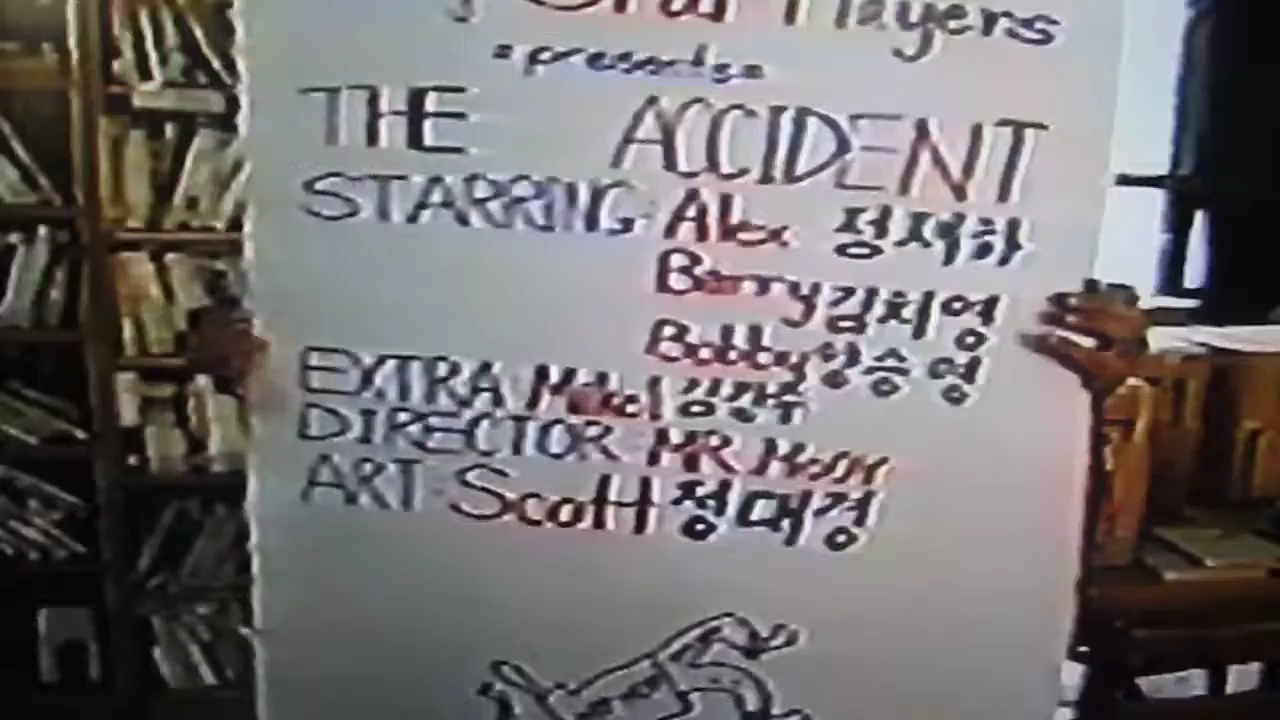 Players
presents
THE ACCIDENT
STARRING Alex 정재하
Barry 김치영
Bobby 양승영
EXTRA
DIRECTOR MR
ART Scott 정대경